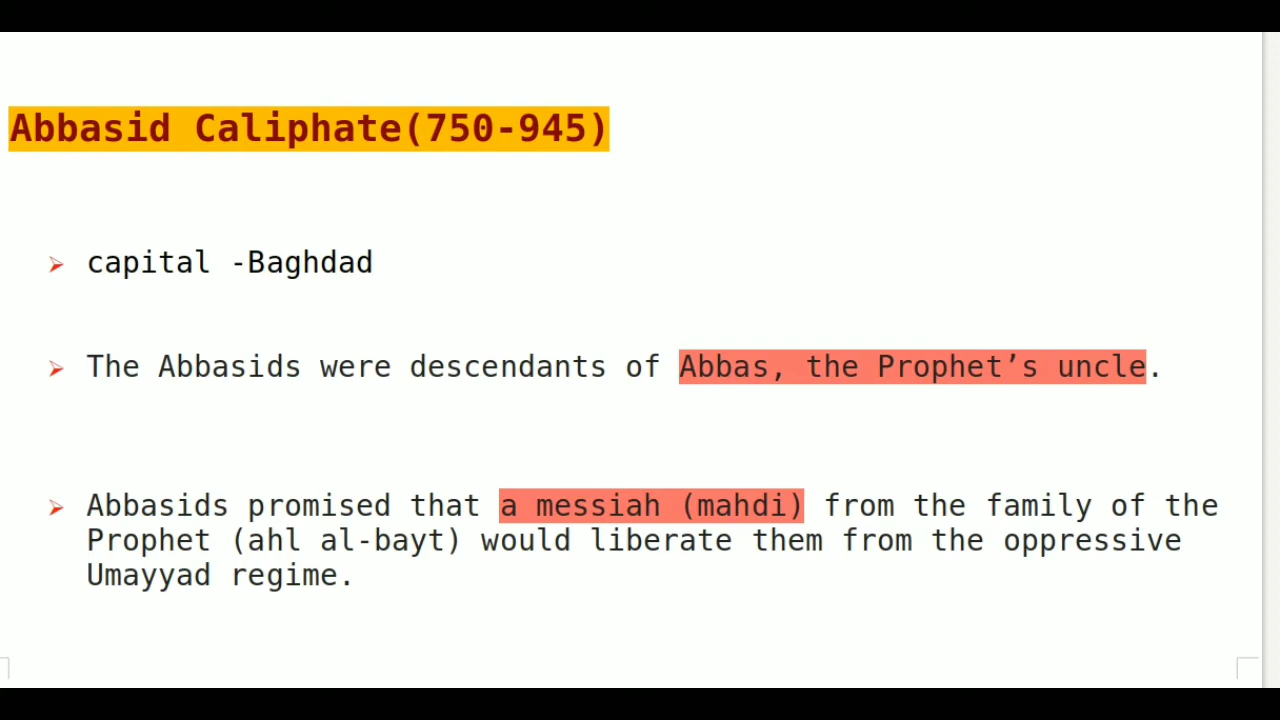 Abbasid Caliphate(750-945)
➢ capital -Baghdad
➢ The Abbasids were descendants of Abbas, the Prophet’s uncle.
➢ Abbasids promised that a messiah (mahdi) from the family of the
Prophet (ahl al-bayt) would liberate them from the oppressive
Umayyad regime.